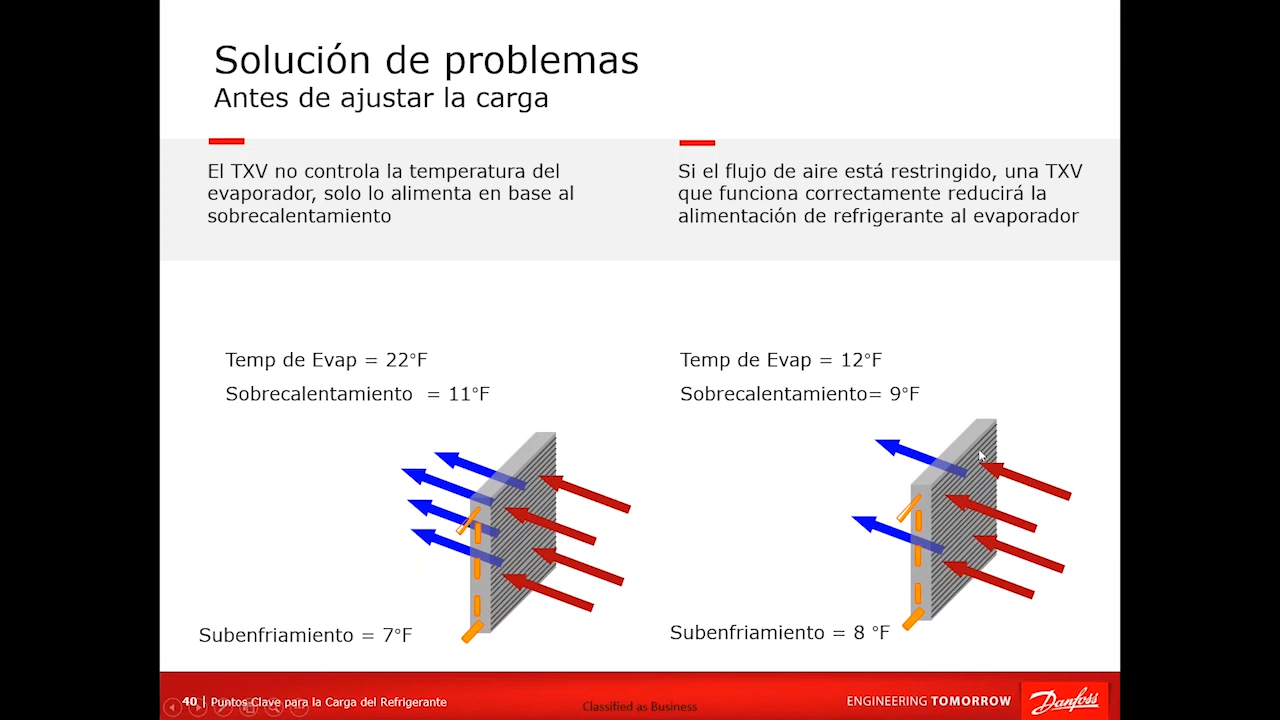 Solución de problemas
Antes de ajustar la carga
El TXV no controla la temperatura del
evaporador, solo lo alimenta en base al
sobrecalentamiento
Si el flujo de aire está restringido, una TXV
que funciona correctamente reducirá la
alimentación de refrigerante al evaporador
Temp de Evap = 22°F
Sobrecalentamiento = 11°F
Subenfriamiento = 7°F
Temp de Evap = 12°F
Sobrecalentamiento= 9°F
Subenfriamiento = 8 °F
40 | Puntos Clave para la Carga del Refrigerante
Classified as Business
ENGINEERING TOMORROW
Danfoss